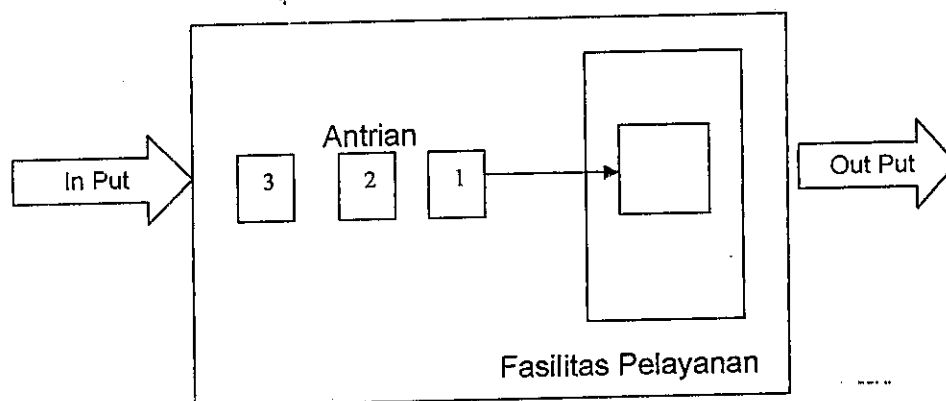 Antrian
In Put
3
2
1
Out Put
Fasilitas Pelayanan